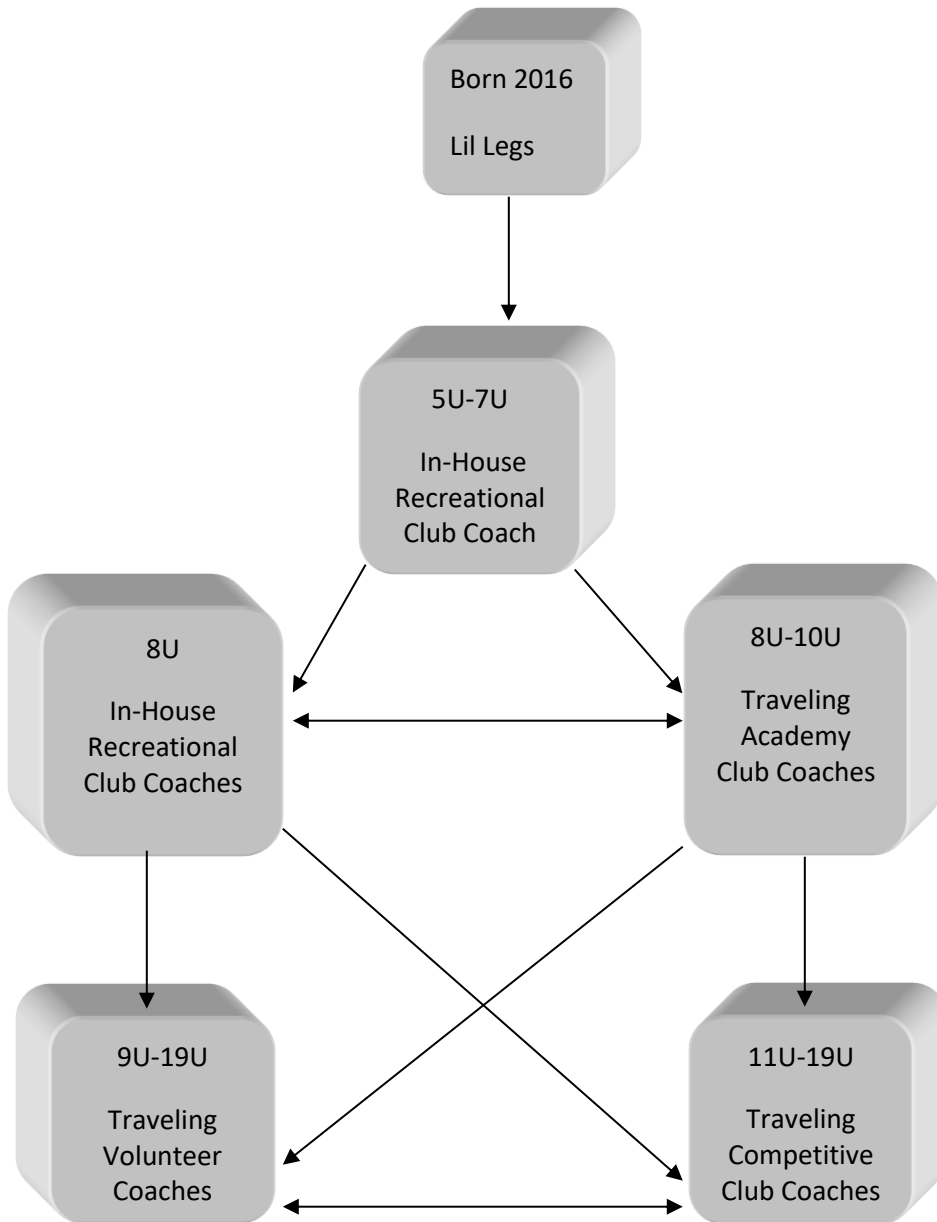 Born 2016
Lil Legs
5U-7U
In-House
Recreational
Club Coach
8U
In-House
Recreational
Club Coaches
8U-10U
Traveling
Academy
Club Coaches
9U-19U
Traveling
Volunteer
Coaches
11U-19U
Traveling
Competitive
Club Coaches